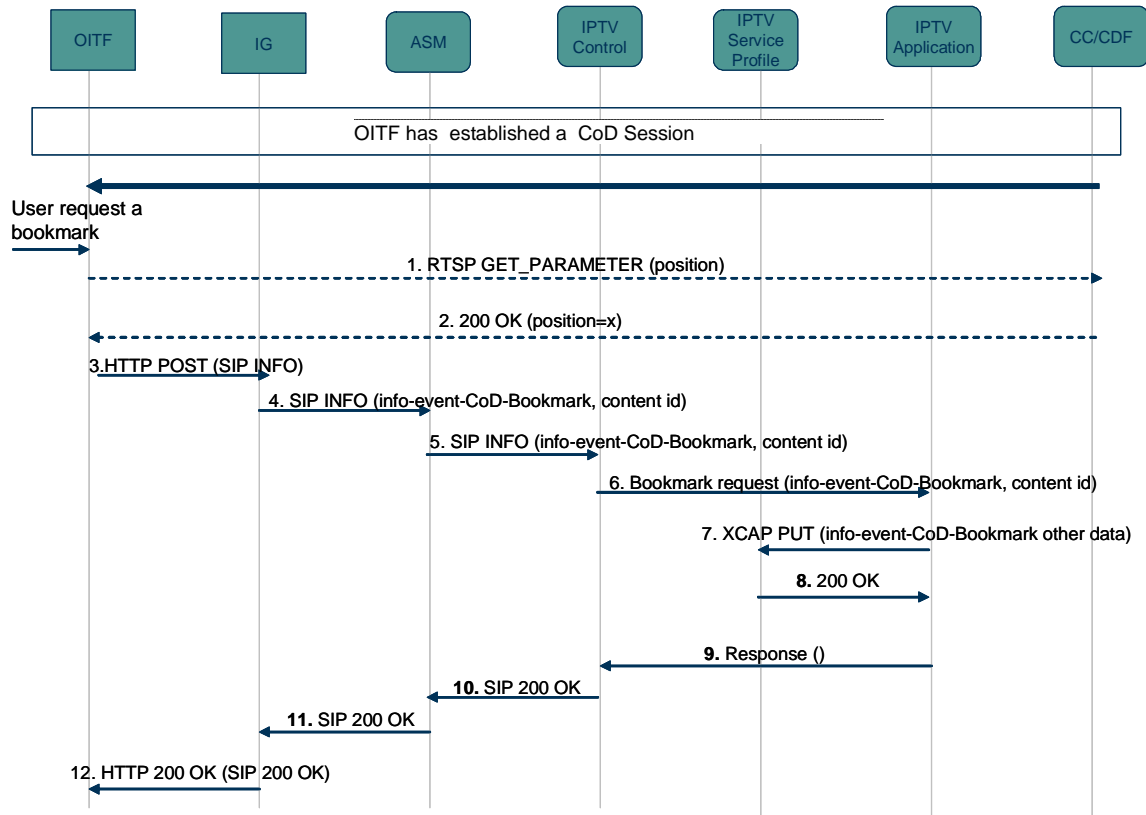 OITF
IG
ASM
IPTV
Control
IPTV
Service
Profile
IPTV
Application
CC/CDF
OITF has established a CoD Session
User request a
bookmark
1. RTSP GET_PARAMETER (position)
2. 200 OK (position=x)
3.HTTP POST (SIP INFO)
4. SIP INFO (info-event-CoD-Bookmark, content id)
5. SIP INFO (info-event-CoD-Bookmark, content id)
6. Bookmark request (info-event-CoD-Bookmark, content id)
7. XCAP PUT (info-event-CoD-Bookmark other data)
8. 200 OK
9. Response ()
10. SIP 200 OK
11. SIP 200 OK
12. HTTP 200 OK (SIP 200 OK)